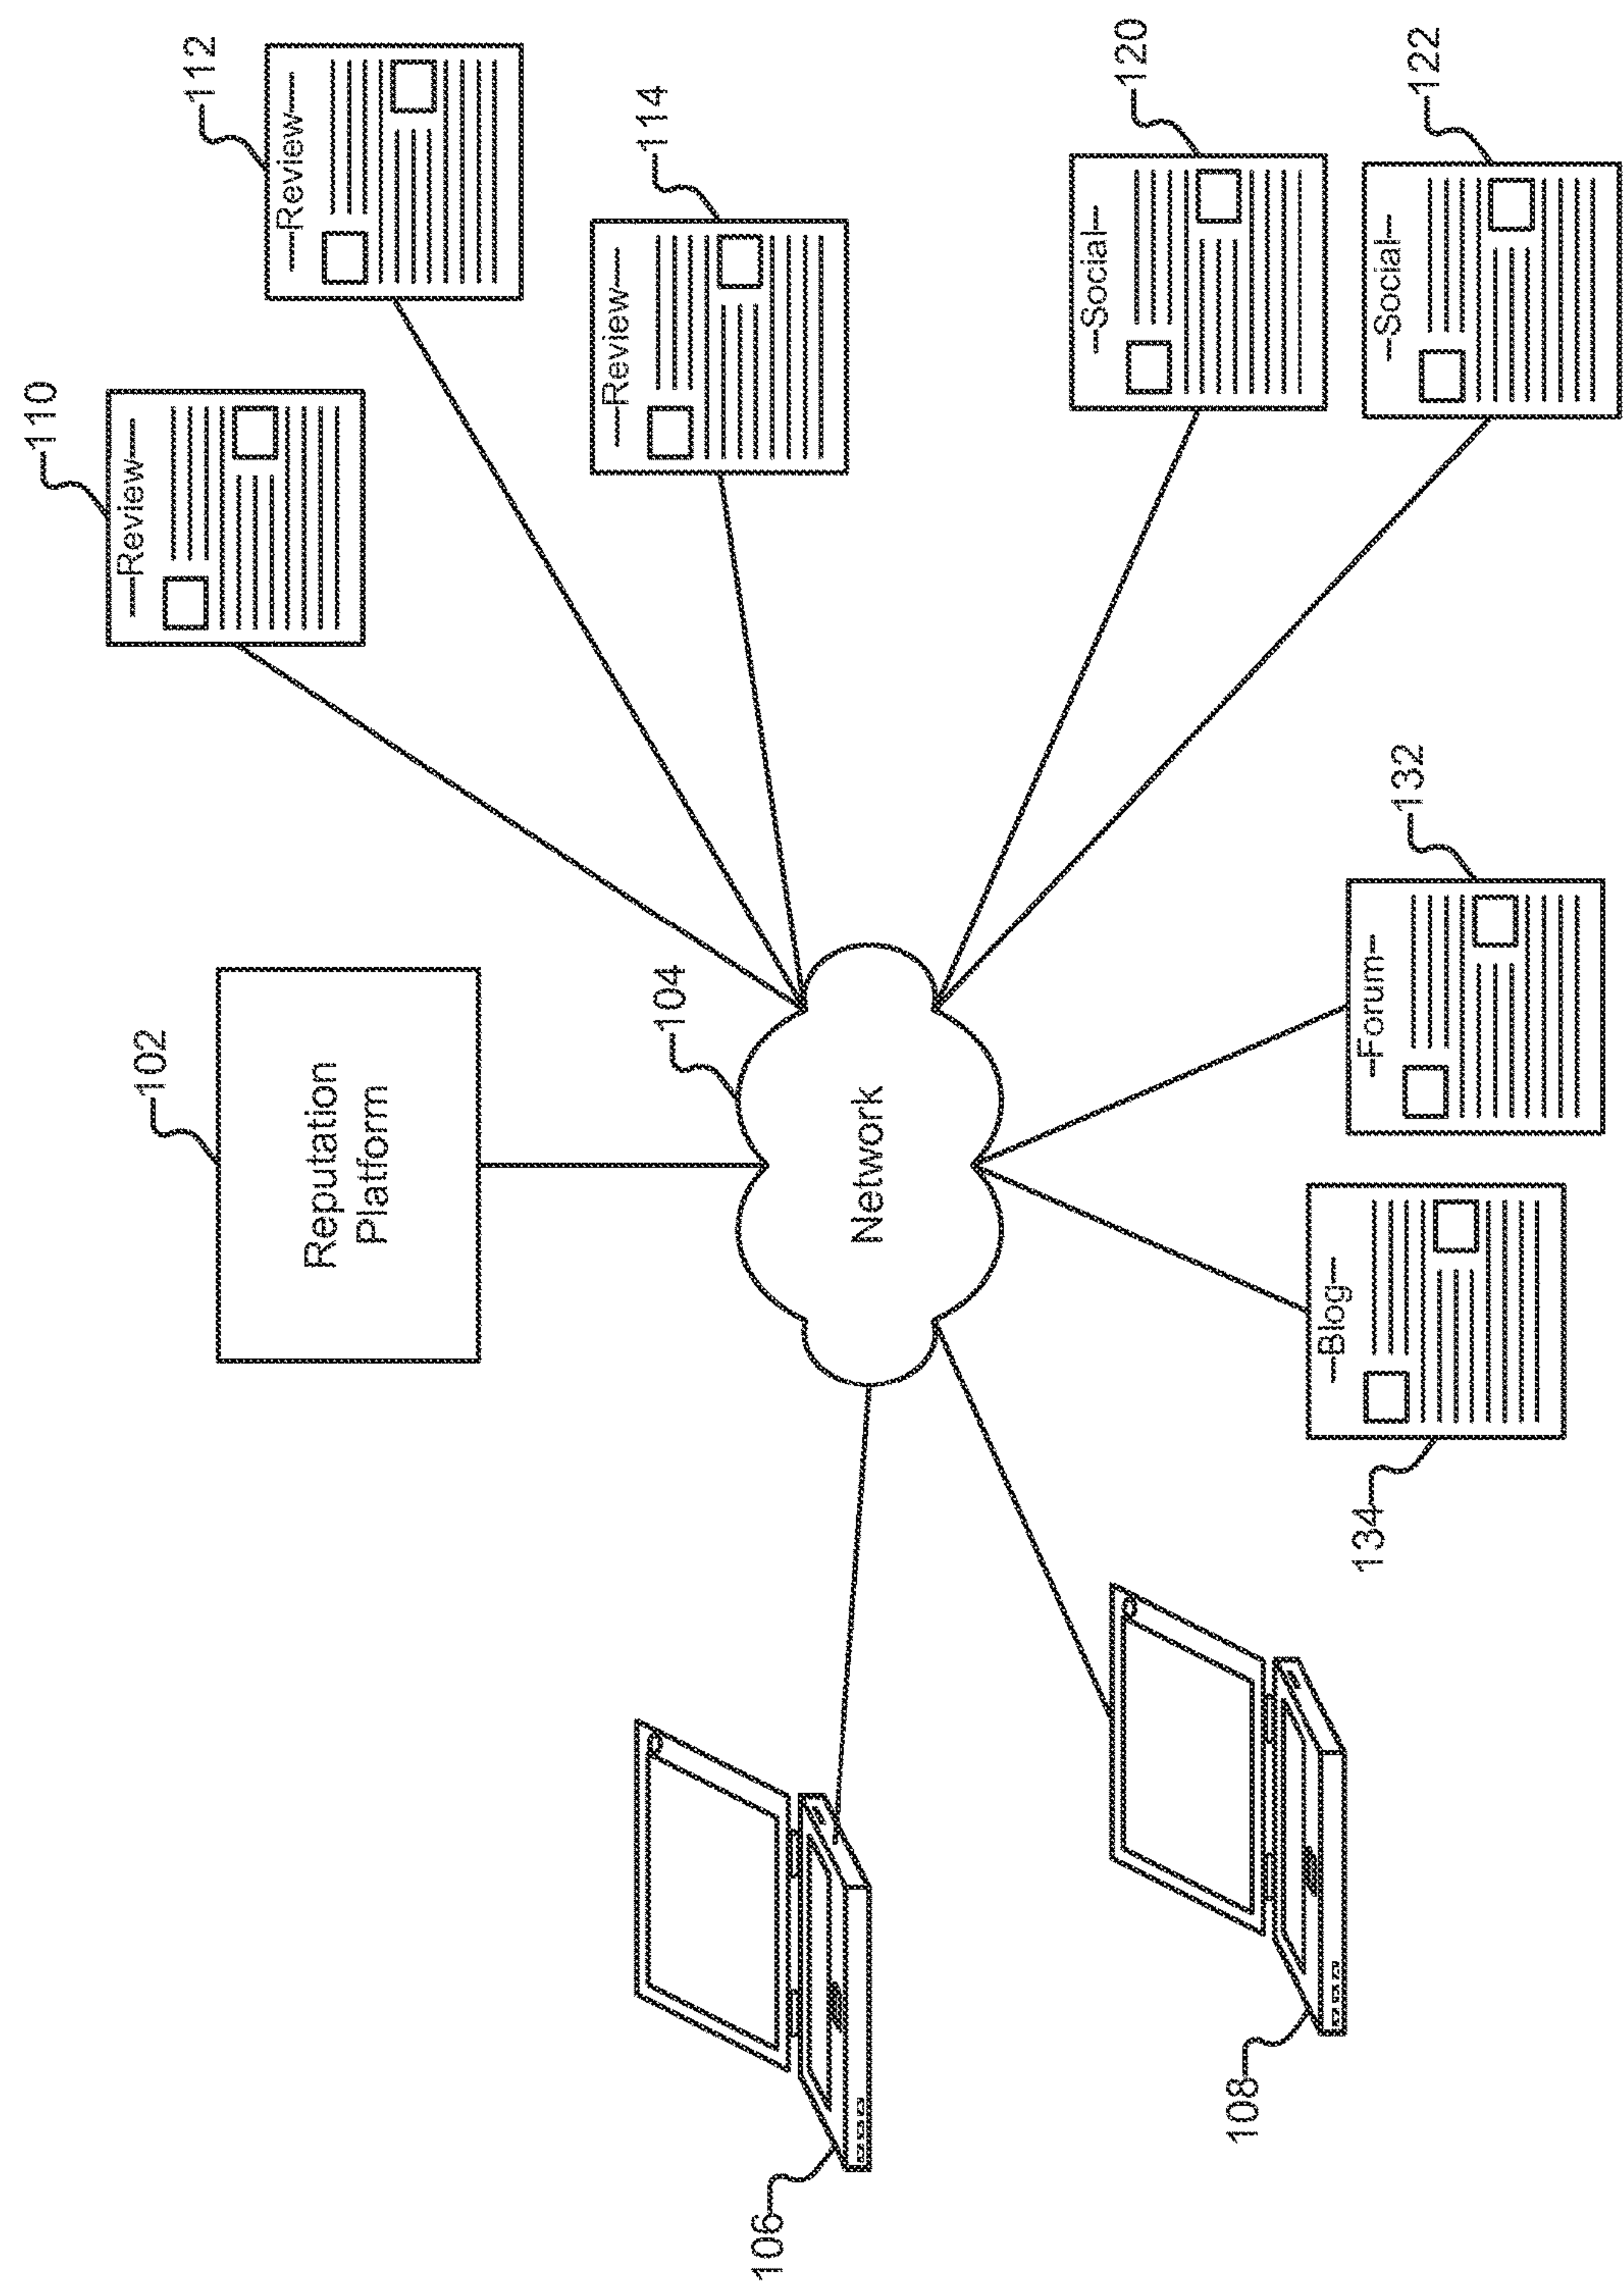 102
Reputation
Platform
110
---Review---
112
---Review---
114
---Review---
104
Network
106
108
120
--Social--
122
--Social--
132
--Forum--
134
---Blog---